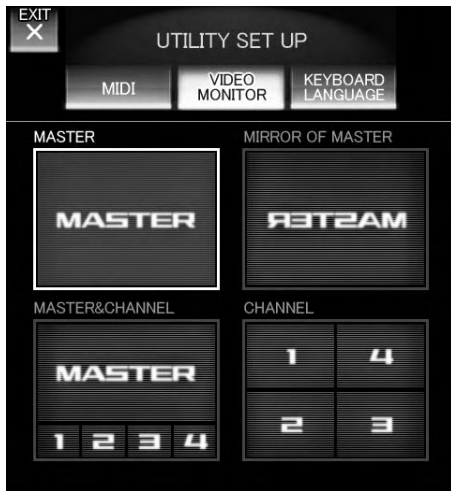 EXIT
X
UTILITY SET UP
MIDI
VIDEO
MONITOR
KEYBOARD
LANGUAGE
MASTER
MIRROR OF MASTER
MASTER
MASTER
MASTER&CHANNEL
CHANNEL
MASTER
1 2 3 4
1 4
2 3